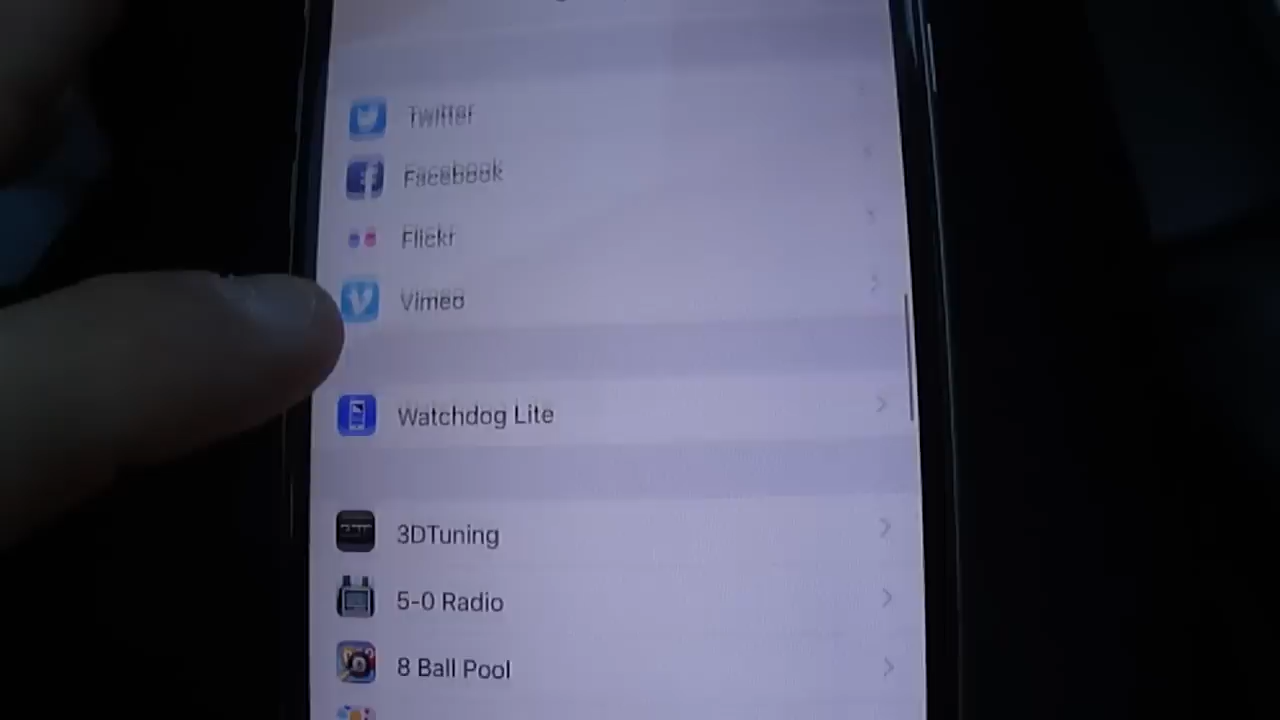 Twitter
Facebook
Flickr
Vimeo
Watchdog Lite
3DTuning
5-0 Radio
8 Ball Pool